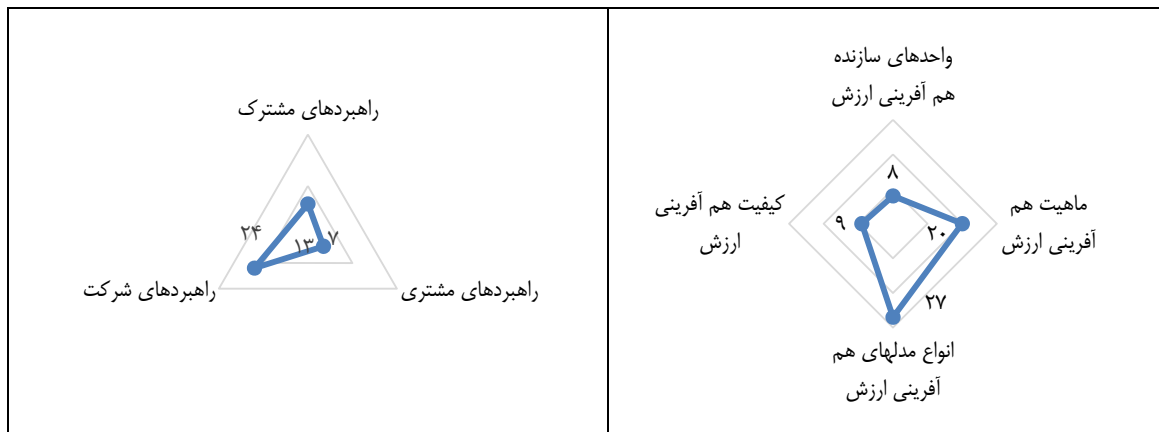 واحدهای سازنده
هم آفرینی ارزش
۸
ماهیت هم
آفرینی ارزش
۲۰
کیفیت هم آفرینی
ارزش
۹
۲۷
انواع مدلهای هم
آفرینی ارزش
راهبردهای مشترک
۷
۱۳
۲۴
راهبردهای مشتری
راهبردهای شرکت